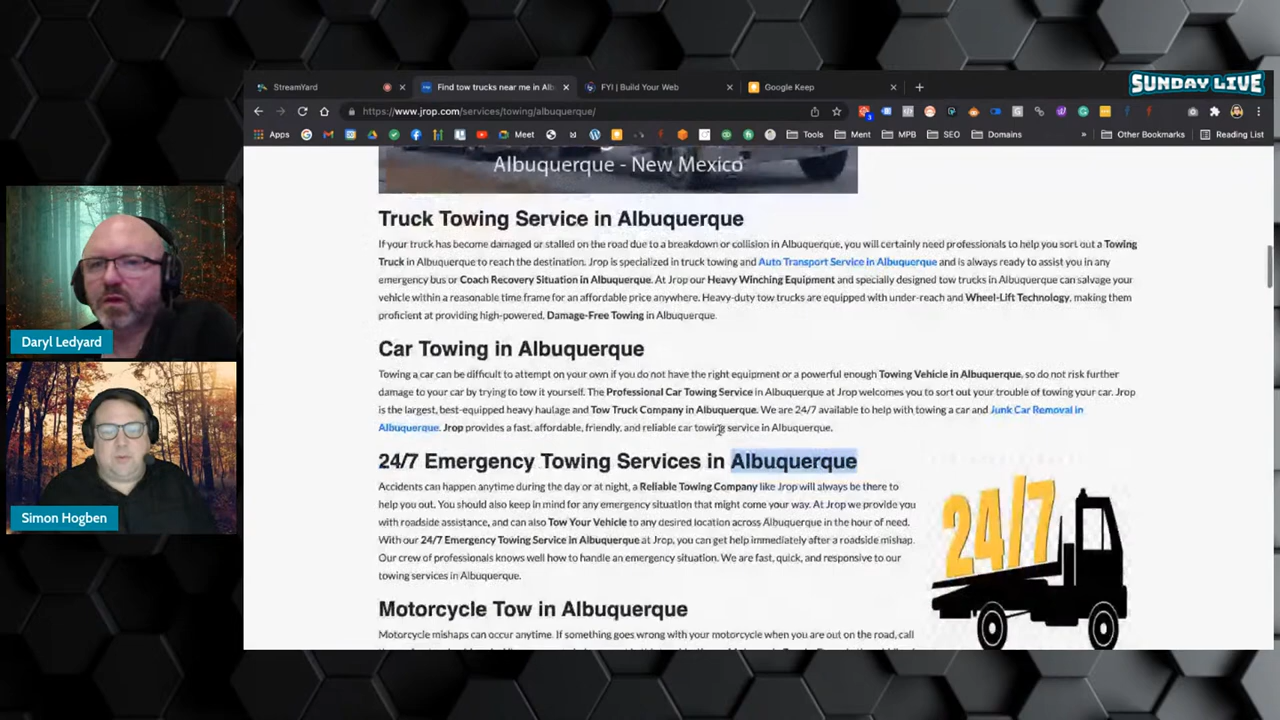 SUNDAY LIVE
StreamYard
Find tow trucks near me in Alb
FYI | Build Your Web
Google Keep
https://www.jrop.com/services/towing/albuquerque/
Apps
Meet
Tools
Ment
MPB
SEO
Domains
Other Bookmarks
Reading List
Albuquerque - New Mexico
Truck Towing Service in Albuquerque
If your truck has become damaged or stalled on the road due to a breakdown or collision in Albuquerque, you will certainly need professionals to help you sort out a Towing
Truck in Albuquerque to reach the destination. Jrop is specialized in truck towing and Auto Transport Service in Albuquerque and is always ready to assist you in any
emergency bus or Coach Recovery Situation in Albuquerque. At Jrop our Heavy Winching Equipment and specially designed tow trucks in Albuquerque can salvage your
vehicle within a reasonable time frame for an affordable price anywhere. Heavy-duty tow trucks are equipped with under-reach and Wheel-Lift Technology, making them
proficient at providing high-powered, Damage-Free Towing in Albuquerque.
Car Towing in Albuquerque
Towing a car can be difficult to attempt on your own if you do not have the right equipment or a powerful enough Towing Vehicle in Albuquerque, so do not risk further
damage to your car by trying to tow it yourself. The Professional Car Towing Service in Albuquerque at Jrop welcomes you to sort out your trouble of towing your car. Jrop
is the largest, best-equipped heavy haulage and Tow Truck Company in Albuquerque. We are 24/7 available to help with towing a car and Junk Car Removal in
Albuquerque. Jrop provides a fast, affordable, friendly, and reliable car towing service in Albuquerque.
24/7 Emergency Towing Services in Albuquerque
Accidents can happen anytime during the day or at night, a Reliable Towing Company like Jrop will always be there to
help you out. You should also keep in mind for any emergency situation that might come your way. At Jrop we provide you
with roadside assistance, and can also Tow Your Vehicle to any desired location across Albuquerque in the hour of need.
With our 24/7 Emergency Towing Service in Albuquerque at Jrop, you can get help immediately after a roadside mishap.
Our crew of professionals knows well how to handle an emergency situation. We are fast, quick, and responsive to our
towing services in Albuquerque.
24/7
Motorcycle Tow in Albuquerque
Motorcycle mishaps can occur anytime. If something goes wrong with your motorcycle when you are out on the road, call
Daryl Ledyard
Simon Hogben